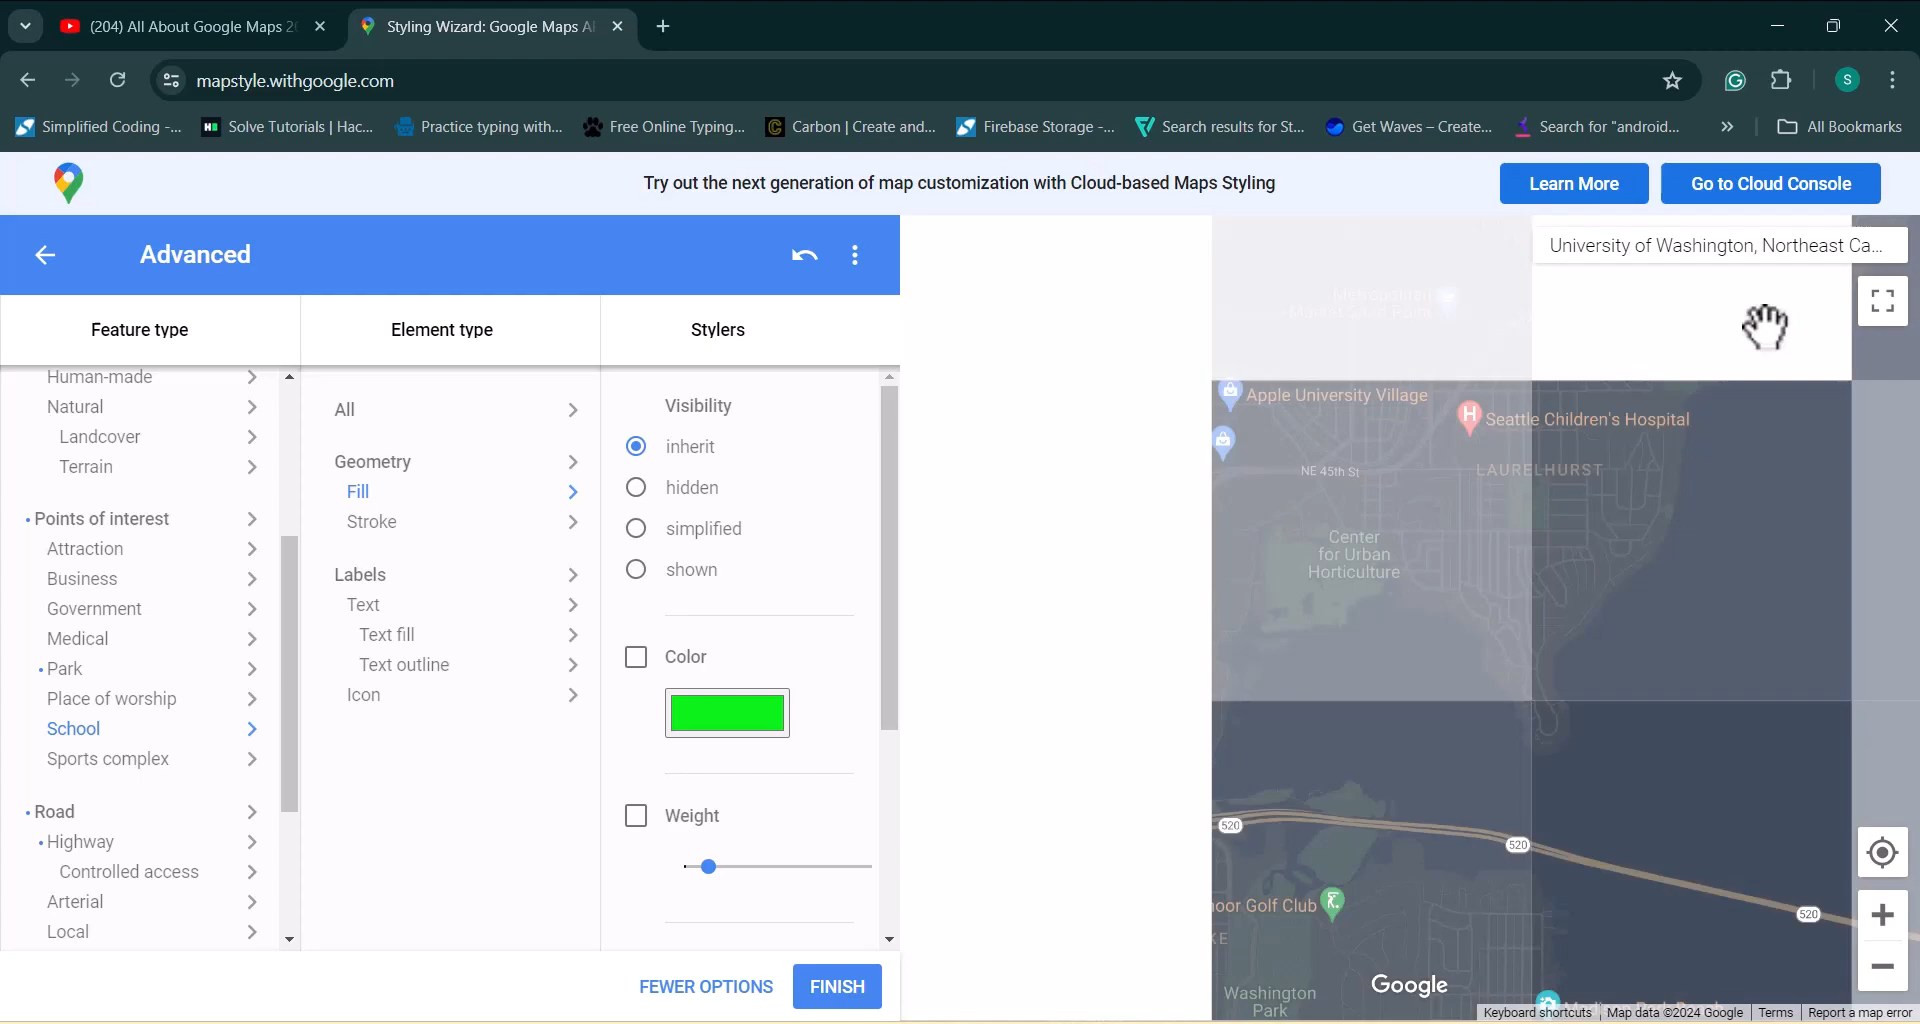 (204) All About Google Maps 2
Styling Wizard: Google Maps A
mapstyle.withgoogle.com
S
Simplified Coding -...
Solve Tutorials | Hac...
Practice typing with...
Free Online Typing...
Carbon | Create and...
Firebase Storage -...
Search results for St...
Get Waves – Create...
Search for "android...
All Bookmarks
Try out the next generation of map customization with Cloud-based Maps Styling
Learn More
Go to Cloud Console
Advanced
University of Washington, Northeast Ca...
Feature type
Element type
Stylers
Human-made
Natural
Landcover
Terrain
Points of interest
Attraction
Business
Government
Medical
Park
Place of worship
School
Sports complex
Road
Highway
Controlled access
Arterial
Local
All
Geometry
Fill
Stroke
Labels
Text
Text fill
Text outline
Icon
Visibility
inherit
hidden
simplified
shown
Color
Weight
FEWER OPTIONS
FINISH
Metropolitan
Apple University Village
H
Seattle Children's Hospital
NE 45th St
LAURELHURST
Center
for Urban
Horticulture
520
520
520
oor Golf Club
KE
Washington
Park
Google
Keyboard shortcuts
Map data ©2024 Google
Terms
Report a map error